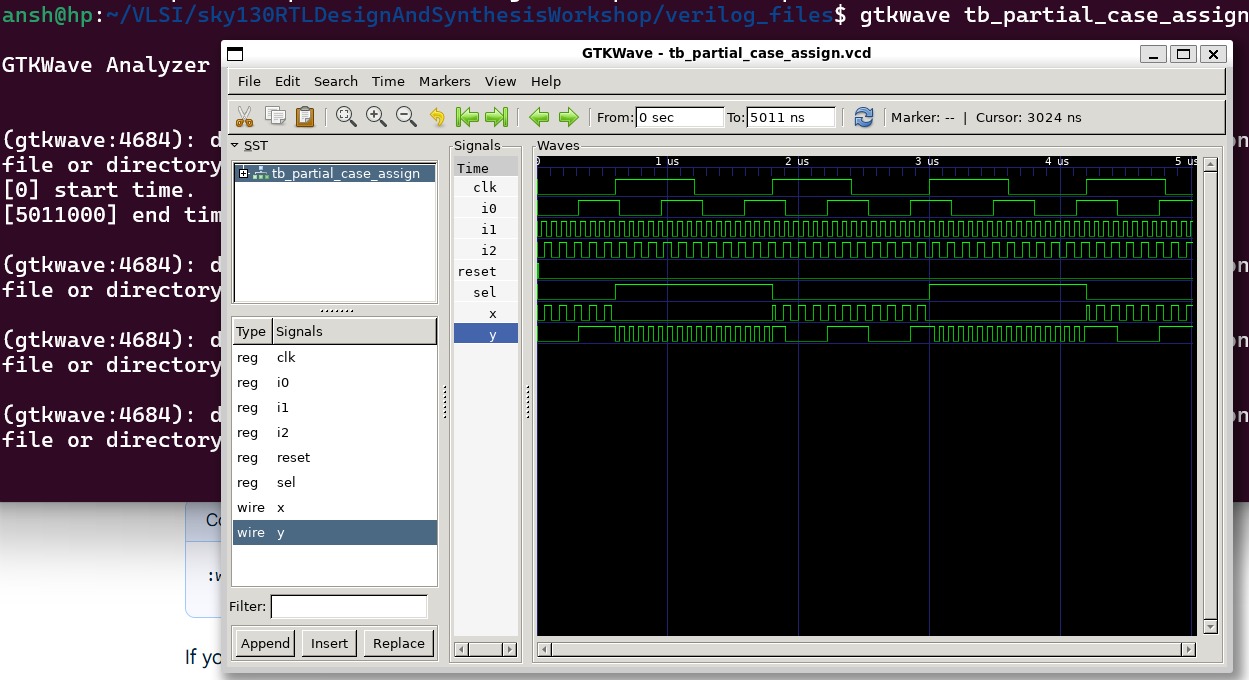 ansh@hp:~/VLSI/sky130RTLDesignAndSynthesisWorkshop/verilog_files$ gtkwave tb_partial_case_assign
GTKWave - tb_partial_case_assign.vcd
GTKWave Analyzer
File Edit Search Time Markers View Help
From: 0 sec To: 5011 ns Marker: -- | Cursor: 3024 ns
(gtkwave:4684): d
file or directory
[0] start time.
[5011000] end tim
(gtkwave:4684): d
file or directory
(gtkwave:4684): d
file or directory
(gtkwave:4684): d
file or directory
on
on
on
on
SST
tb_partial_case_assign
Type Signals
reg clk
reg i0
reg i1
reg i2
reg reset
reg sel
wire x
wire y
Filter:
Append Insert Replace
Signals
Time
clk
i0
i1
i2
reset
sel
x
y
Waves
0 1 us 2 us 3 us 4 us 5 us
Co
:w
If yo